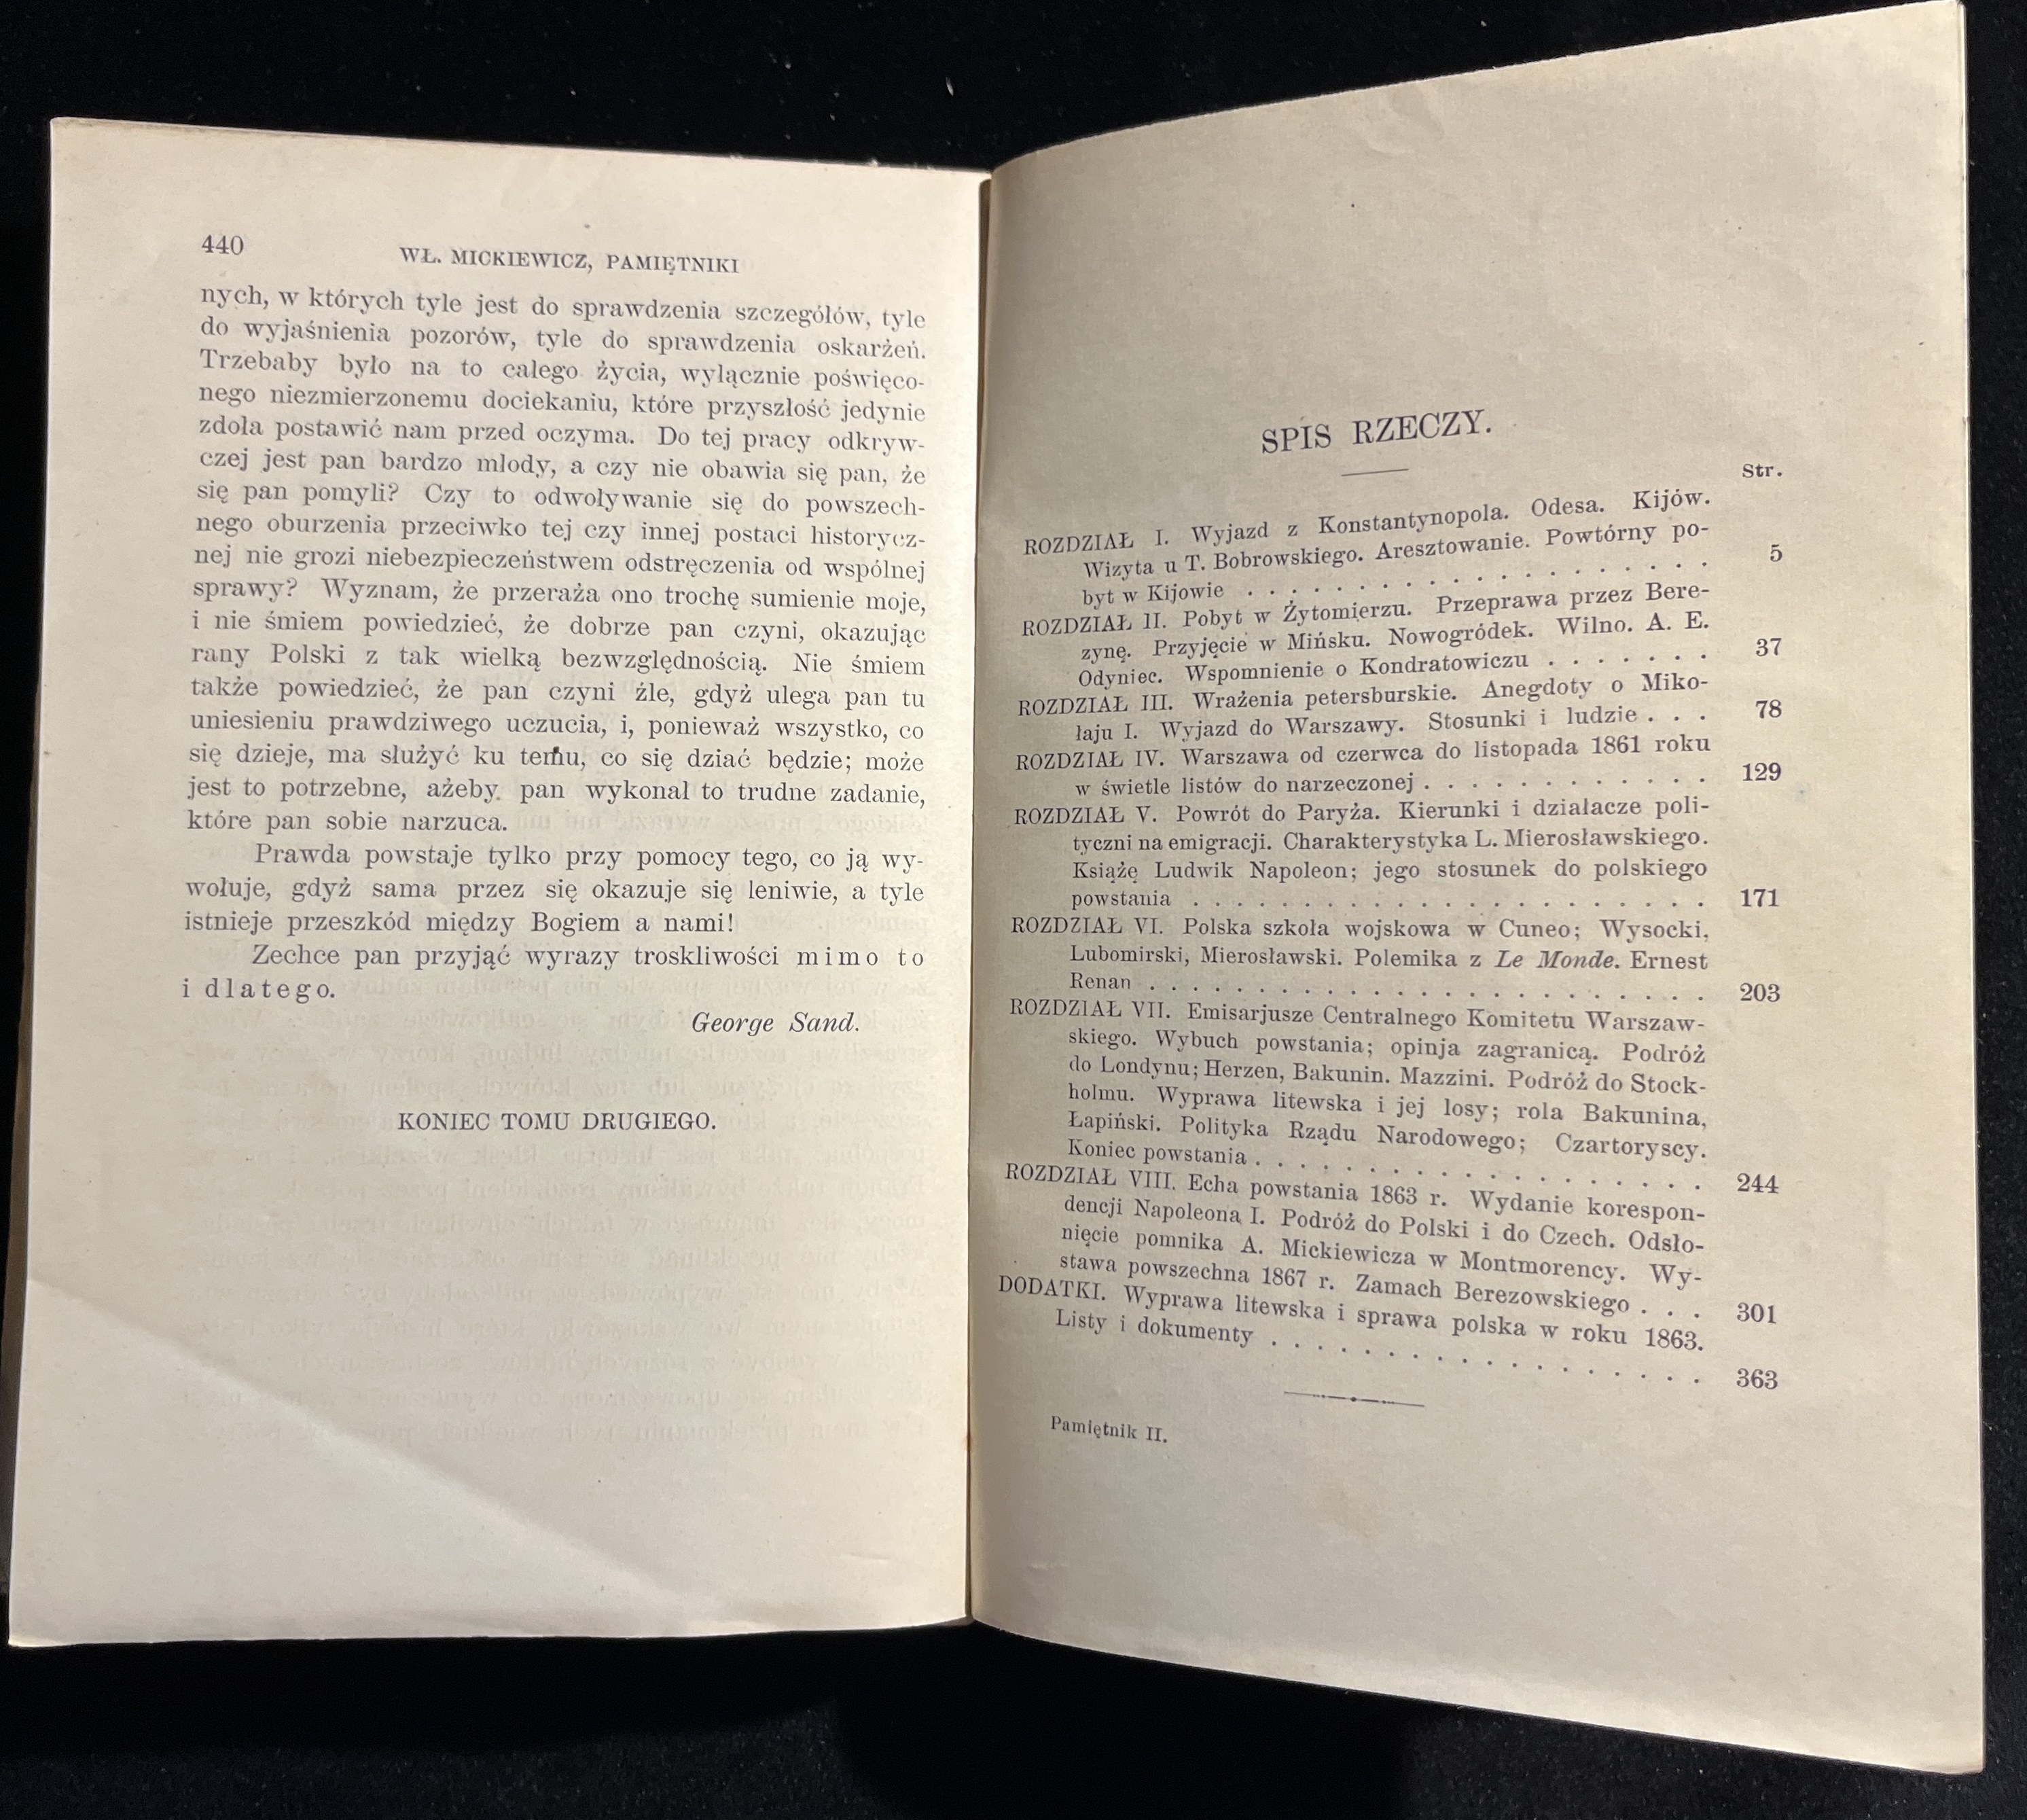 440
WŁ. MICKIEWICZ, PAMIĘTNIKI
nych, w których tyle jest do sprawdzenia szczegółów, tyle
do wyjaśnienia pozorów, tyle do sprawdzenia oskarżeń.
Trzebaby było na to całego życia, wyłącznie poświęco-
nego niezmierzonemu dociekaniu, które przyszłość jedynie
zdoła postawić nam przed oczyma. Do tej pracy odkryw-
czej jest pan bardzo młody, a czy nie obawia się pan, że
się pan pomyli? Czy to odwoływanie się do powszech-
nego oburzenia przeciwko tej czy innej postaci historycz-
nej nie grozi niebezpieczeństwem odstręczenia od wspólnej
sprawy? Wyznam, że przeraża ono trochę sumienie moje,
i nie śmiem powiedzieć, że dobrze pan czyni, okazując
rany Polski z tak wielką bezwzględnością. Nie śmiem
także powiedzieć, że pan czyni źle, gdyż ulega pan tu
uniesieniu prawdziwego uczucia, i, ponieważ wszystko, co
się dzieje, ma służyć ku temu, co się dziać będzie; może
jest to potrzebne, ażeby pan wykonał to trudne zadanie,
które pan sobie narzuca.
Prawda powstaje tylko przy pomocy tego, co ją wy-
wołuje, gdyż sama przez się okazuje się leniwie, a tyle
istnieje przeszkód między Bogiem a nami!
Zechce pan przyjąć wyrazy troskliwości mimo to
i dlatego.
George Sand.
KONIEC TOMU DRUGIEGO.
SPIS RZECZY.
Str.
ROZDZIAŁ I. Wyjazd z Konstantynopola. Odesa. Kijów.
Wizyta u T. Bobrowskiego. Aresztowanie. Powtórny po-
byt w Kijowie . . . . . . . . . . . . . . . . . 5
ROZDZIAŁ II. Pobyt w Żytomierzu. Przeprawa przez Bere-
zynę. Przyjęcie w Mińsku. Nowogródek. Wilno. A. E.
Odyniec. Wspomnienie o Kondratowiczu . . . . . . . 37
ROZDZIAŁ III. Wrażenia petersburskie. Anegdoty o Miko-
łaju I. Wyjazd do Warszawy. Stosunki i ludzie . . . 78
ROZDZIAŁ IV. Warszawa od czerwca do listopada 1861 roku
w świetle listów do narzeczonej . . . . . . . . . . . . 129
ROZDZIAŁ V. Powrót do Paryża. Kierunki i działacze poli-
tyczni na emigracji. Charakterystyka L. Mierosławskiego.
Książę Ludwik Napoleon; jego stosunek do polskiego
powstania . . . . . . . . . . . . . . . . . . . . . 171
ROZDZIAŁ VI. Polska szkoła wojskowa w Cuneo; Wysocki,
Lubomirski, Mierosławski. Polemika z Le Monde. Ernest
Renan . . . . . . . . . . . . . . . . . . . . . . 203
ROZDZIAŁ VII. Emisarjusze Centralnego Komitetu Warszaw-
skiego. Wybuch powstania; opinja zagranicą. Podróż
do Londynu; Herzen, Bakunin. Mazzini. Podróż do Stock-
holmu. Wyprawa litewska i jej losy; rola Bakunina,
Łapiński. Polityka Rządu Narodowego; Czartoryscy.
Koniec powstania . . . . . . . . . . . . . . . . . . 244
ROZDZIAŁ VIII. Echa powstania 1863 r. Wydanie korespon-
dencji Napoleona I. Podróż do Polski i do Czech. Odsło-
nięcie pomnika A. Mickiewicza w Montmorency. Wy-
stawa powszechna 1867 r. Zamach Berezowskiego . . . 301
DODATKI. Wyprawa litewska i sprawa polska w roku 1863.
Listy i dokumenty . . . . . . . . . . . . . . . . . . 363
Pamiętnik II.